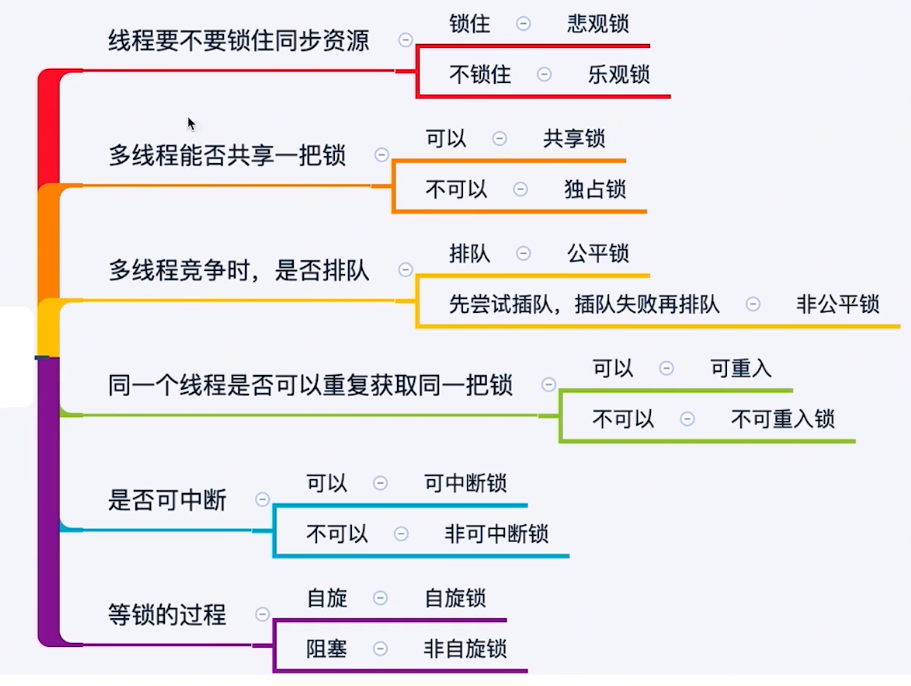 线程要不要锁住同步资源
锁住 悲观锁
不锁住 乐观锁
多线程能否共享一把锁
可以 共享锁
不可以 独占锁
多线程竞争时，是否排队
排队 公平锁
先尝试插队，插队失败再排队 非公平锁
同一个线程是否可以重复获取同一把锁
可以 可重入
不可以 不可重入锁
是否可中断
可以 可中断锁
不可以 非可中断锁
等锁的过程
自旋 自旋锁
阻塞 非自旋锁